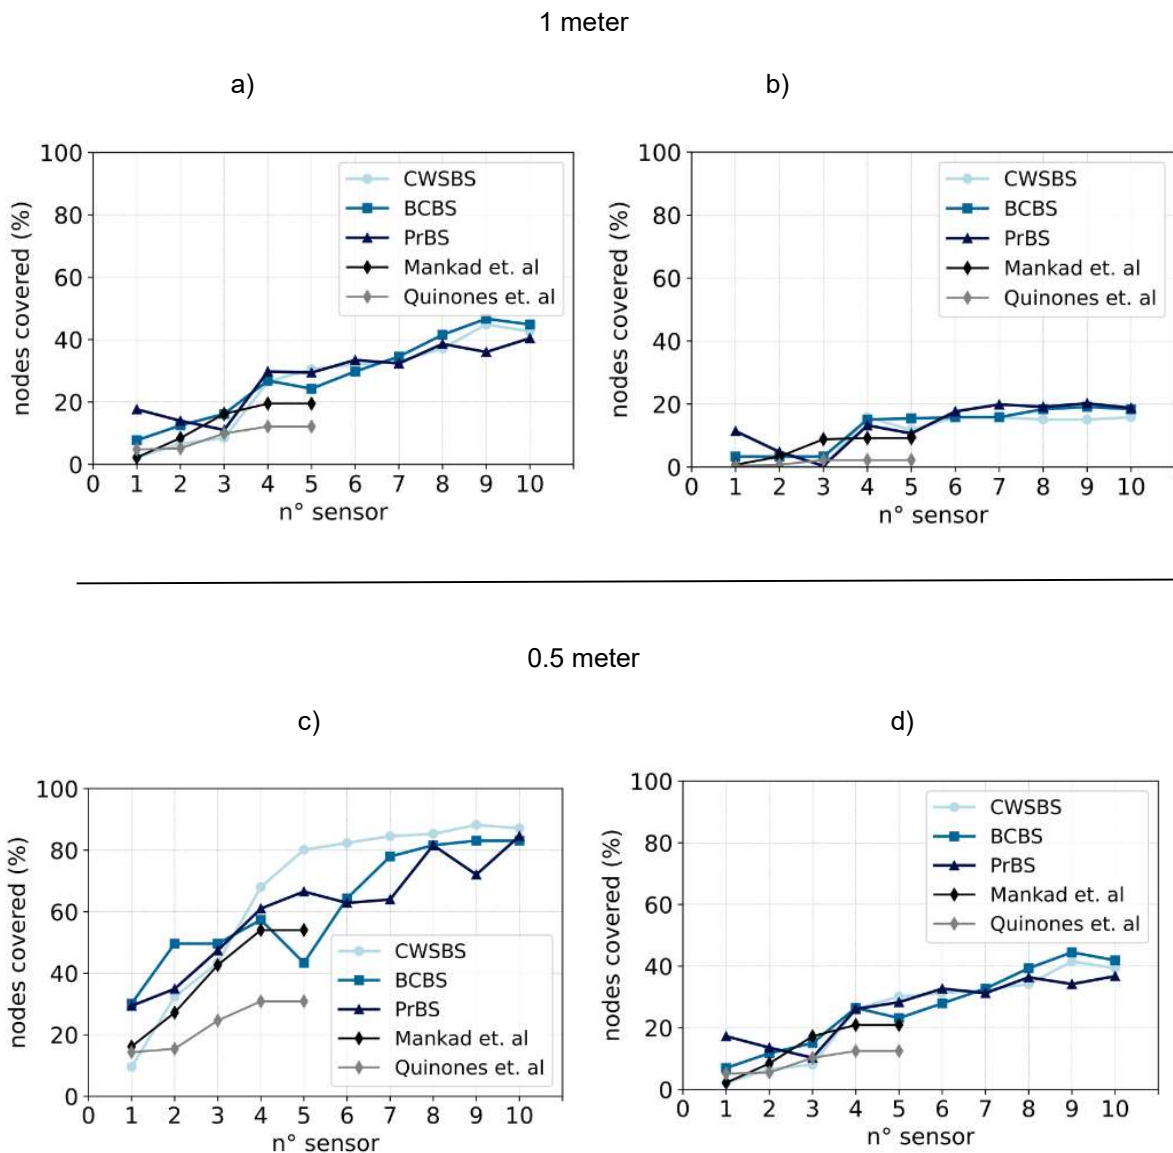 1 meter
a)
b)
100
80
60
40
20
0
nodes covered (%)
CWSBS
BCBS
PrBS
Mankad et. al
Quinones et. al
0 1 2 3 4 5 6 7 8 9 10
n° sensor
100
80
60
40
20
0
nodes covered (%)
CWSBS
BCBS
PrBS
Mankad et. al
Quinones et. al
0 1 2 3 4 5 6 7 8 9 10
n° sensor
0.5 meter
c)
d)
100
80
60
40
20
0
nodes covered (%)
CWSBS
BCBS
PrBS
Mankad et. al
Quinones et. al
0 1 2 3 4 5 6 7 8 9 10
n° sensor
100
80
60
40
20
0
nodes covered (%)
CWSBS
BCBS
PrBS
Mankad et. al
Quinones et. al
0 1 2 3 4 5 6 7 8 9 10
n° sensor